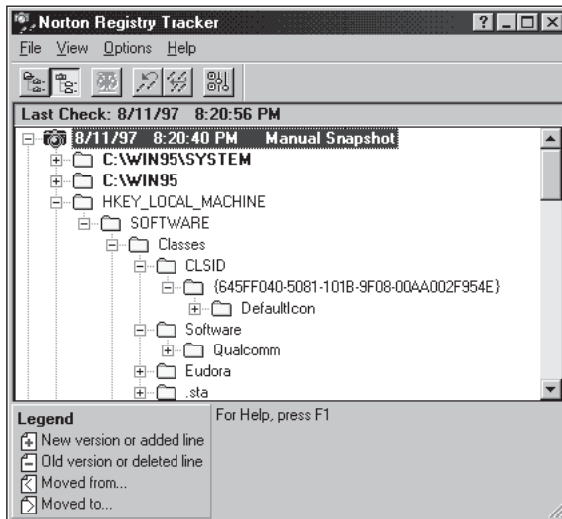 Norton Registry Tracker
File View Options Help
Last Check: 8/11/97 8:20:56 PM
8/11/97 8:20:40 PM Manual Snapshot
C:\WIN95\SYSTEM
C:\WIN95
HKEY_LOCAL_MACHINE
SOFTWARE
Classes
CLSID
{645FF040-5081-101B-9F08-00AA002F954E}
DefaultIcon
Software
Qualcomm
Eudora
.sta
Legend
For Help, press F1
New version or added line
Old version or deleted line
Moved from...
Moved to...